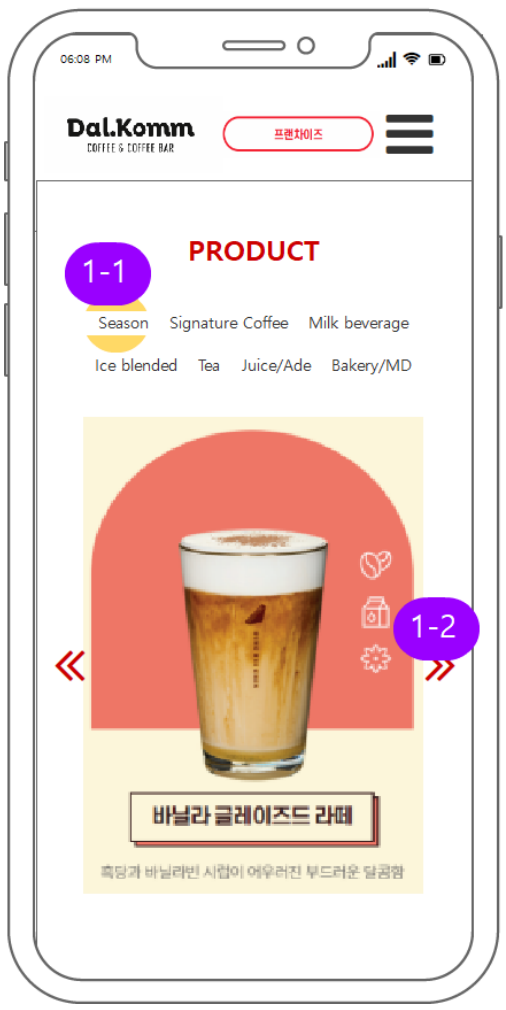 06:08 PM
Dal.Komm
COFFEE & COFFEE BAR
프랜차이즈
PRODUCT
1-1
Season Signature Coffee Milk beverage
Ice blended Tea Juice/Ade Bakery/MD
1-2
바닐라 글레이즈드 라떼
흑당과 바닐라빈 시럽이 어우러진 부드러운 달콤함